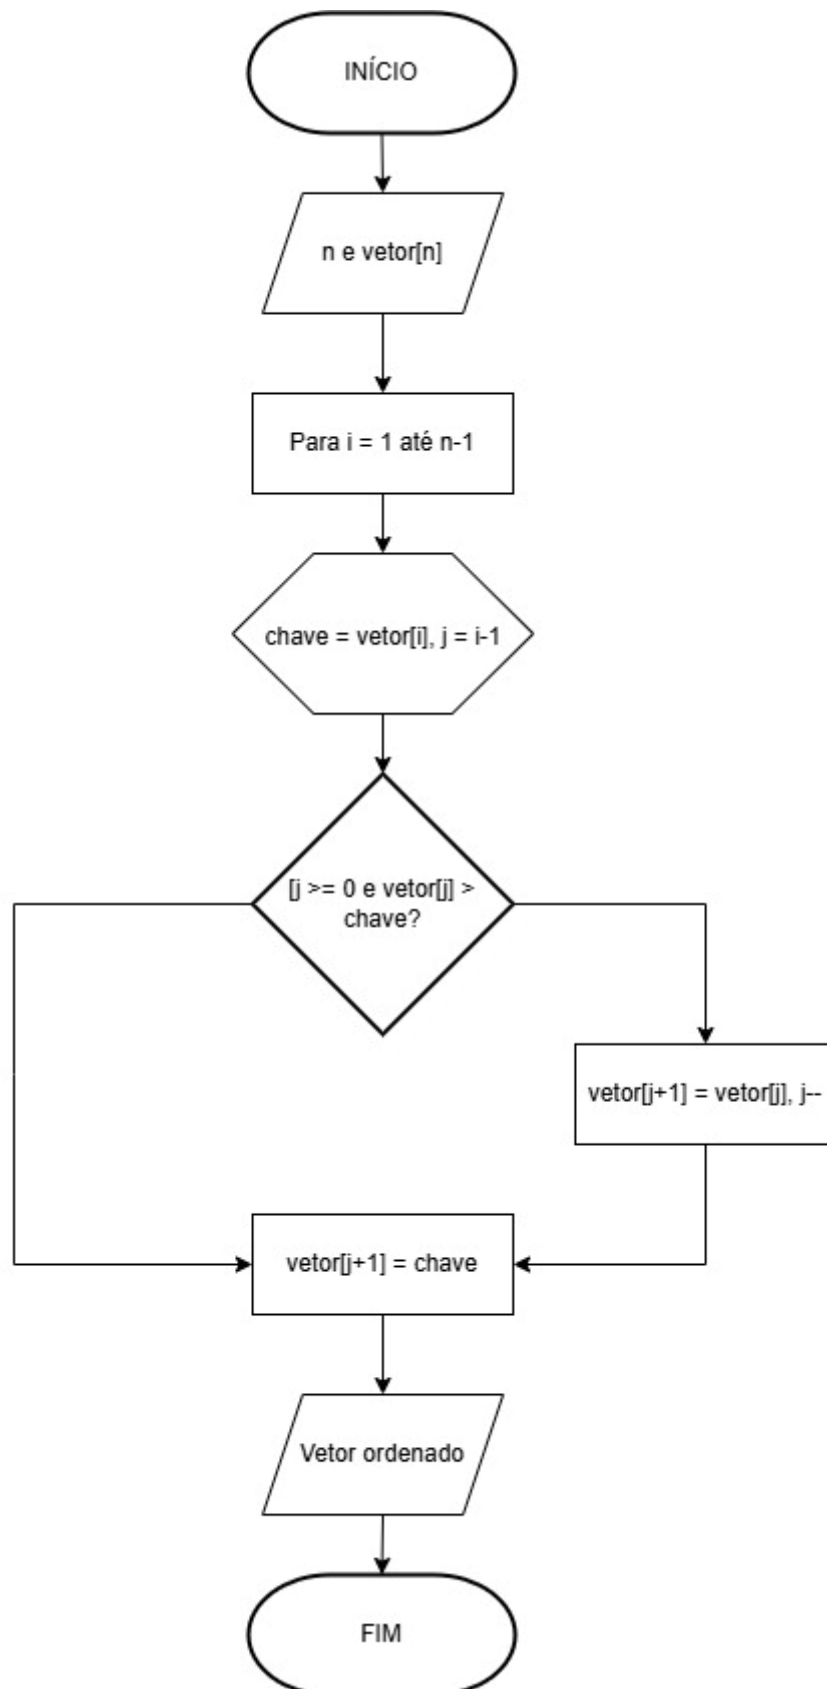 INÍCIO
n e vetor[n]
Para i = 1 até n-1
chave = vetor[i], j = i-1
[j >= 0 e vetor[j] >
chave?
vetor[j+1] = vetor[j], j--
vetor[j+1] = chave
Vetor ordenado
FIM